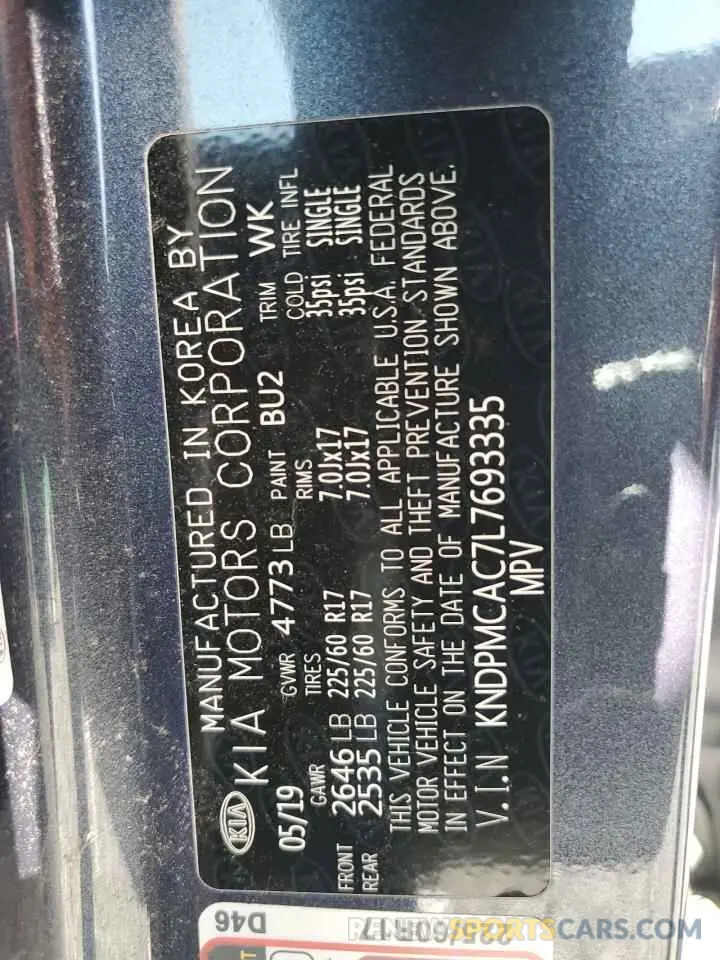 MANUFACTURED IN KOREA BY
KIA KIA MOTORS CORPORATION
05/19 GVWR 4773LB PAINT BU2 TRIM WK
GAWR TIRES RIMS COLD TIRE INFL
FRONT 2646LB 225/60 R17 7.0Jx17 35psi SINGLE
REAR 2535LB 225/60 R17 7.0Jx17 35psi SINGLE
THIS VEHICLE CONFORMS TO ALL APPLICABLE U.S.A. FEDERAL
MOTOR VEHICLE SAFETY AND THEFT PREVENTION STANDARDS
IN EFFECT ON THE DATE OF MANUFACTURE SHOWN ABOVE.
V.I.N KNDPMCAC7L7693335
MPV
D46
225/60R17
SPORTSCARS.COM